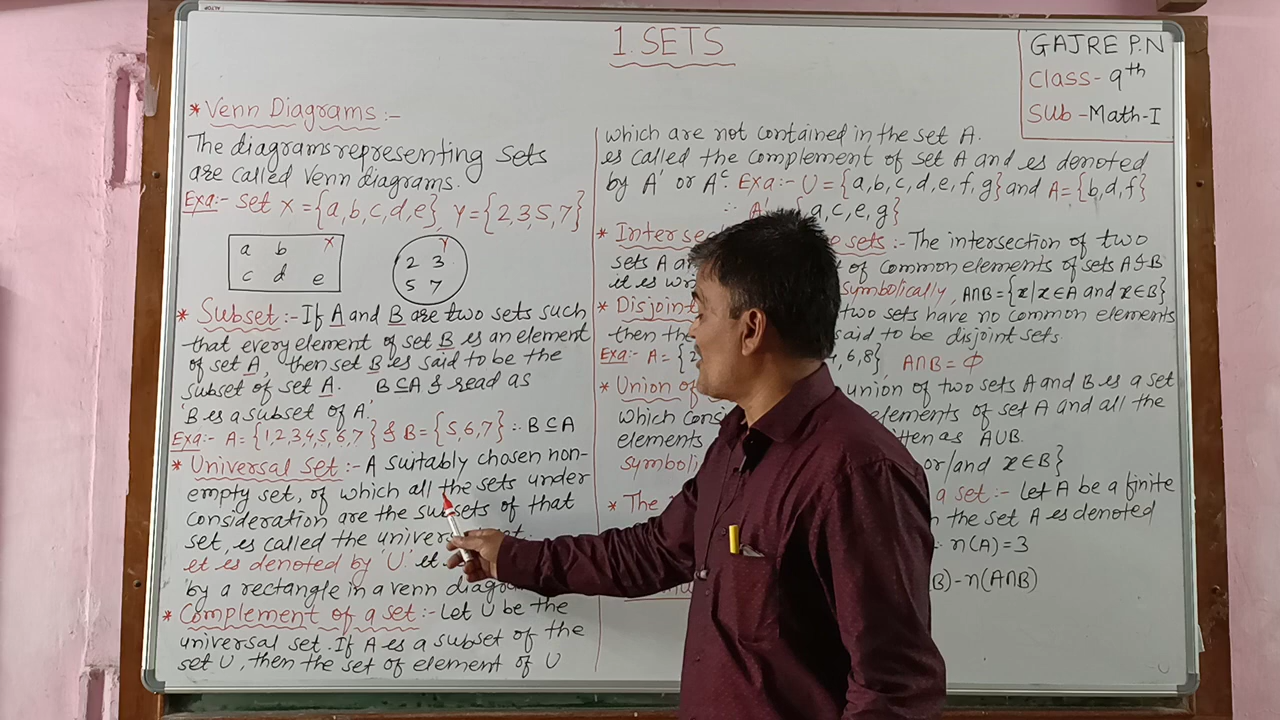 1. SETS
GAJRE P.N
Class- 9th
Sub - Math-I
* Venn Diagrams :-
The diagrams representing sets
are called Venn diagrams.
Exa:- Set X = {a,b,c,d,e}, Y = {2,3,5,7}
a b X
c d e
Y
2 3
5 7
* Subset :- If A and B are two sets such
that every element of set B is an element
of set A, then set B is said to be the
subset of set A. B⊆A & read as
'B is a subset of A.'
Exa:- A = {1,2,3,4,5,6,7} & B = {5,6,7} ∴ B⊆A
* Universal set :- A suitably chosen non-
empty set, of which all the sets under
consideration are the subsets of that
set, is called the
it is denoted by 'U'. it
by a rectangle in a venn
* Complement of a set :- Let U be the
universal set. If A is a subset of the
set U, then the set of element of U
which are not contained in the set A.
is called the complement of set A and is denoted
by A' or Aᶜ. Exa:- U = {a,b,c,d,e,f,g} and A = {b,d,f}
∴ a,c,e,g}
* sets :- The intersection of two
sets A of common elements of sets A & B
it is symbolically, A∩B = {x/x∈A and x∈B}
* Disjoint two sets have no common elements
then said to be disjoint sets.
Exa:- A = {2 6,8} A∩B = ϕ
* Union of union of two sets A and B is a set
which elements of set A and all the
elements as A∪B.
or/and x∈B}
* The a set :- Let A be a finite
the set A is denoted
n(A) = 3
-n(A∩B)